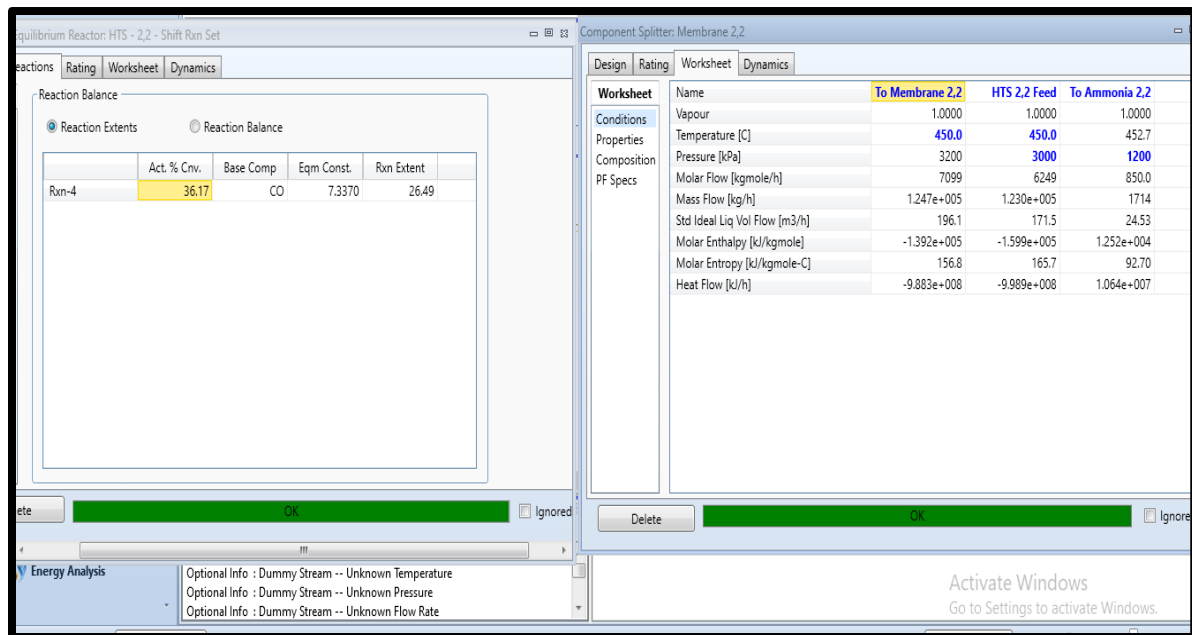 Equilibrium Reactor: HTS - 2,2 - Shift Rxn Set
eactions Rating Worksheet Dynamics
Reaction Balance
Reaction Extents Reaction Balance
Act. % Cnv. Base Comp Eqm Const. Rxn Extent
Rxn-4 36.17 CO 7.3370 26.49
ete OK Ignored
Component Splitter: Membrane 2,2
Design Rating Worksheet Dynamics
Worksheet
Conditions
Properties
Composition
PF Specs
Name To Membrane 2,2 HTS 2,2 Feed To Ammonia 2,2
Vapour 1.0000 1.0000 1.0000
Temperature [C] 450.0 450.0 452.7
Pressure [kPa] 3200 3000 1200
Molar Flow [kgmole/h] 7099 6249 850.0
Mass Flow [kg/h] 1.247e+005 1.230e+005 1714
Std Ideal Liq Vol Flow [m3/h] 196.1 171.5 24.53
Molar Enthalpy [kJ/kgmole] -1.392e+005 -1.599e+005 1.252e+004
Molar Entropy [kJ/kgmole-C] 156.8 165.7 92.70
Heat Flow [kJ/h] -9.883e+008 -9.989e+008 1.064e+007
Delete OK Ignore
Energy Analysis
Optional Info : Dummy Stream -- Unknown Temperature
Optional Info : Dummy Stream -- Unknown Pressure
Optional Info : Dummy Stream -- Unknown Flow Rate
Activate Windows
Go to Settings to activate Windows.